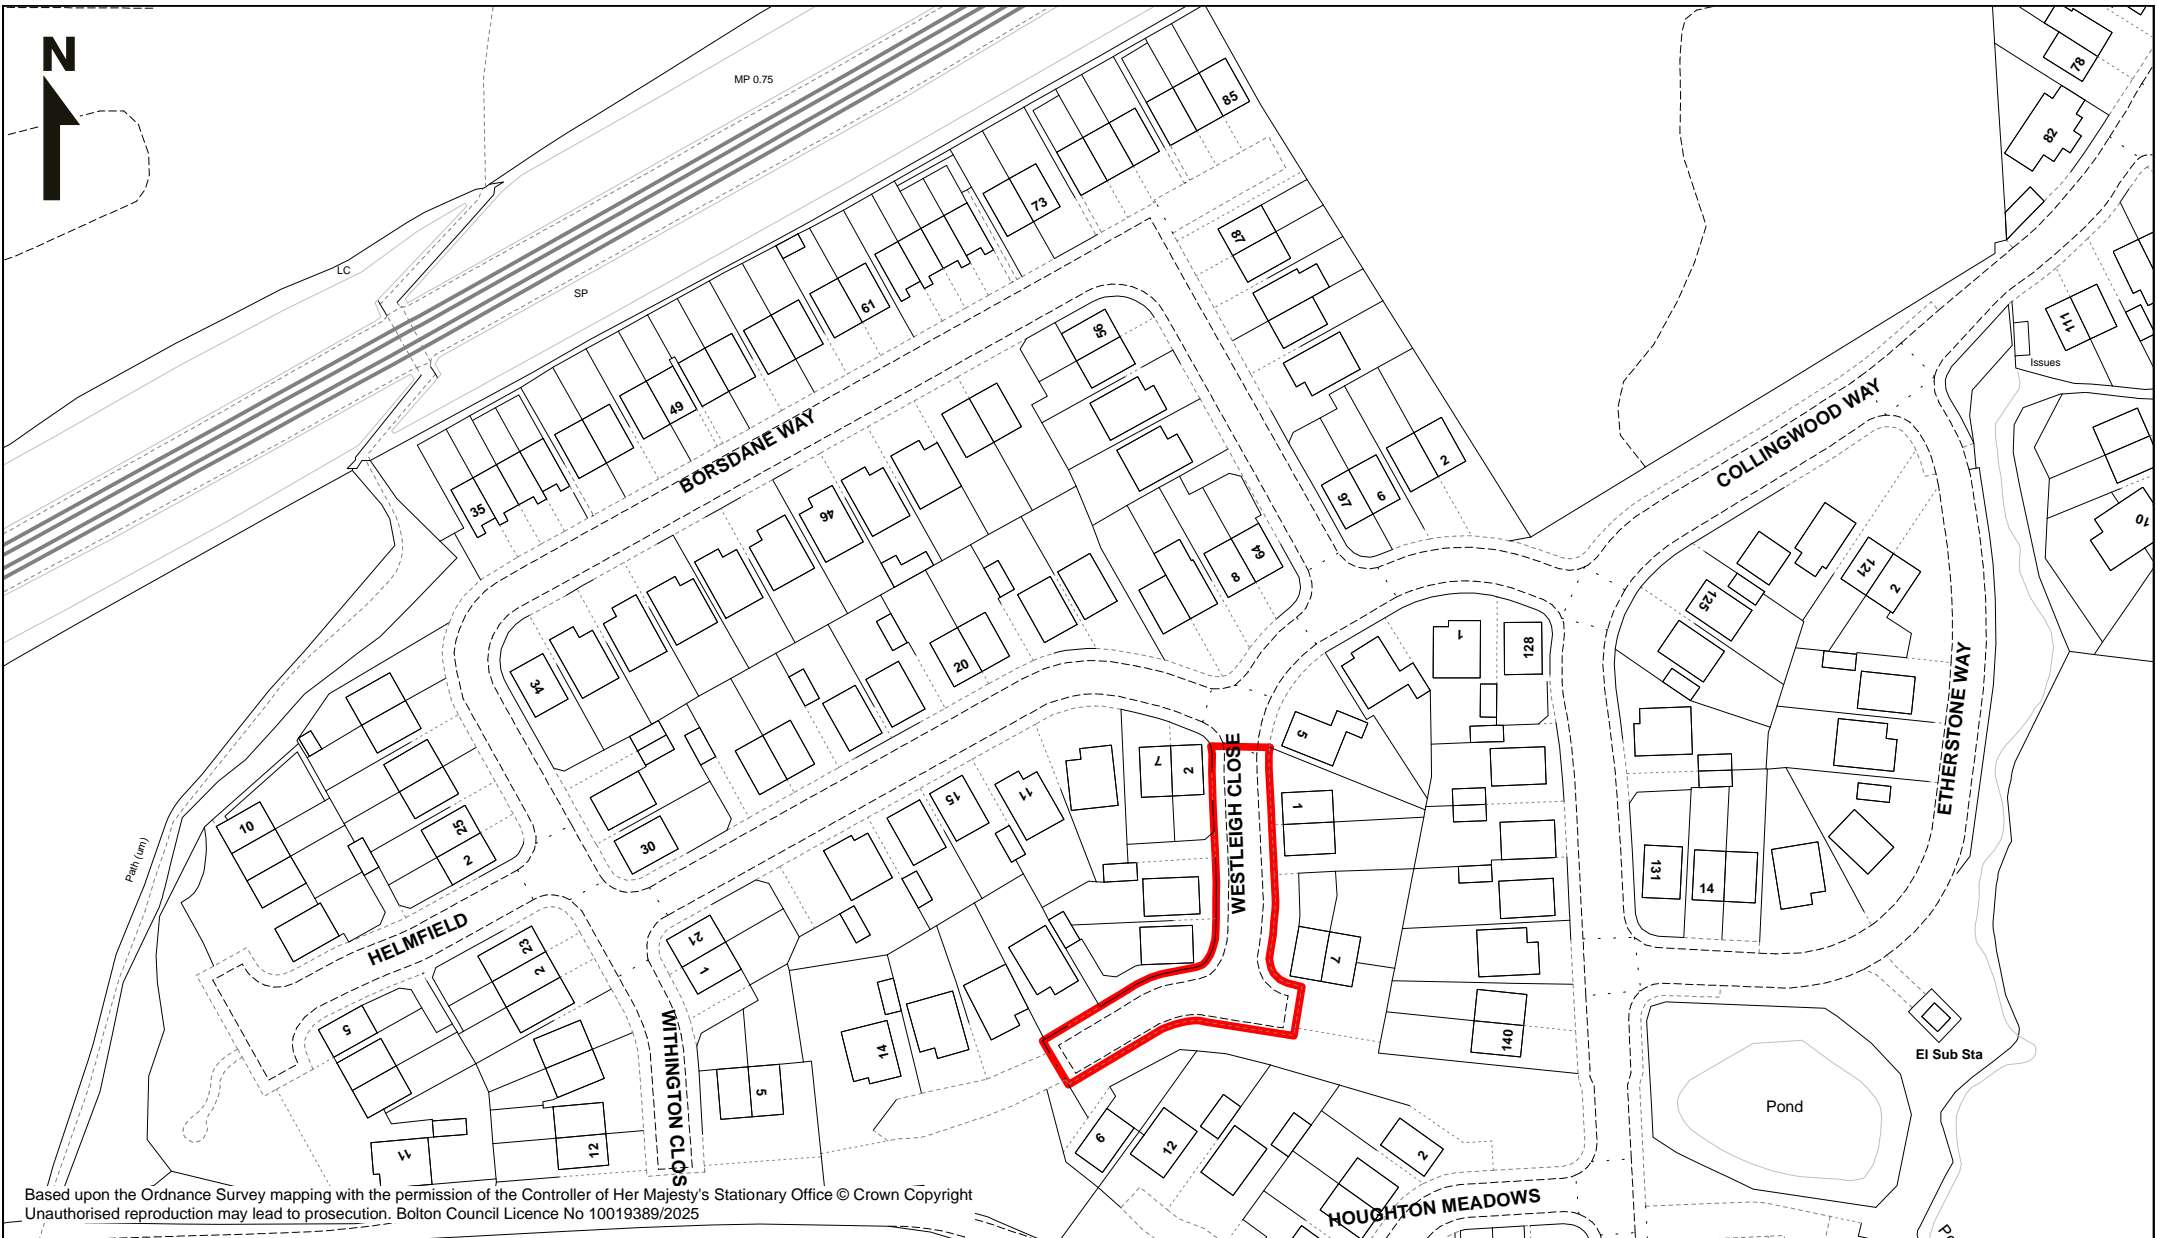 N
MP 0.75
LC
SP
78
82
85
73
87
61
56
111
Issues
49
BORSDANE WAY
COLLINGWOOD WAY
2
97
6
35
46
10
64
8
121
2
125
34
20
1
128
ETHERSTONE WAY
5
7
2
WESTLEIGH CLOSE
1
15
11
10
25
2
30
131
14
Path (um)
HELMFIELD
23
2
21
1
7
5
WITHINGTON CLOS
14
140
El Sub Sta
5
Pond
6
12
2
11
12
HOUGHTON MEADOWS
Based upon the Ordnance Survey mapping with the permission of the Controller of Her Majesty's Stationary Office © Crown Copyright
Unauthorised reproduction may lead to prosecution. Bolton Council Licence No 10019389/2025